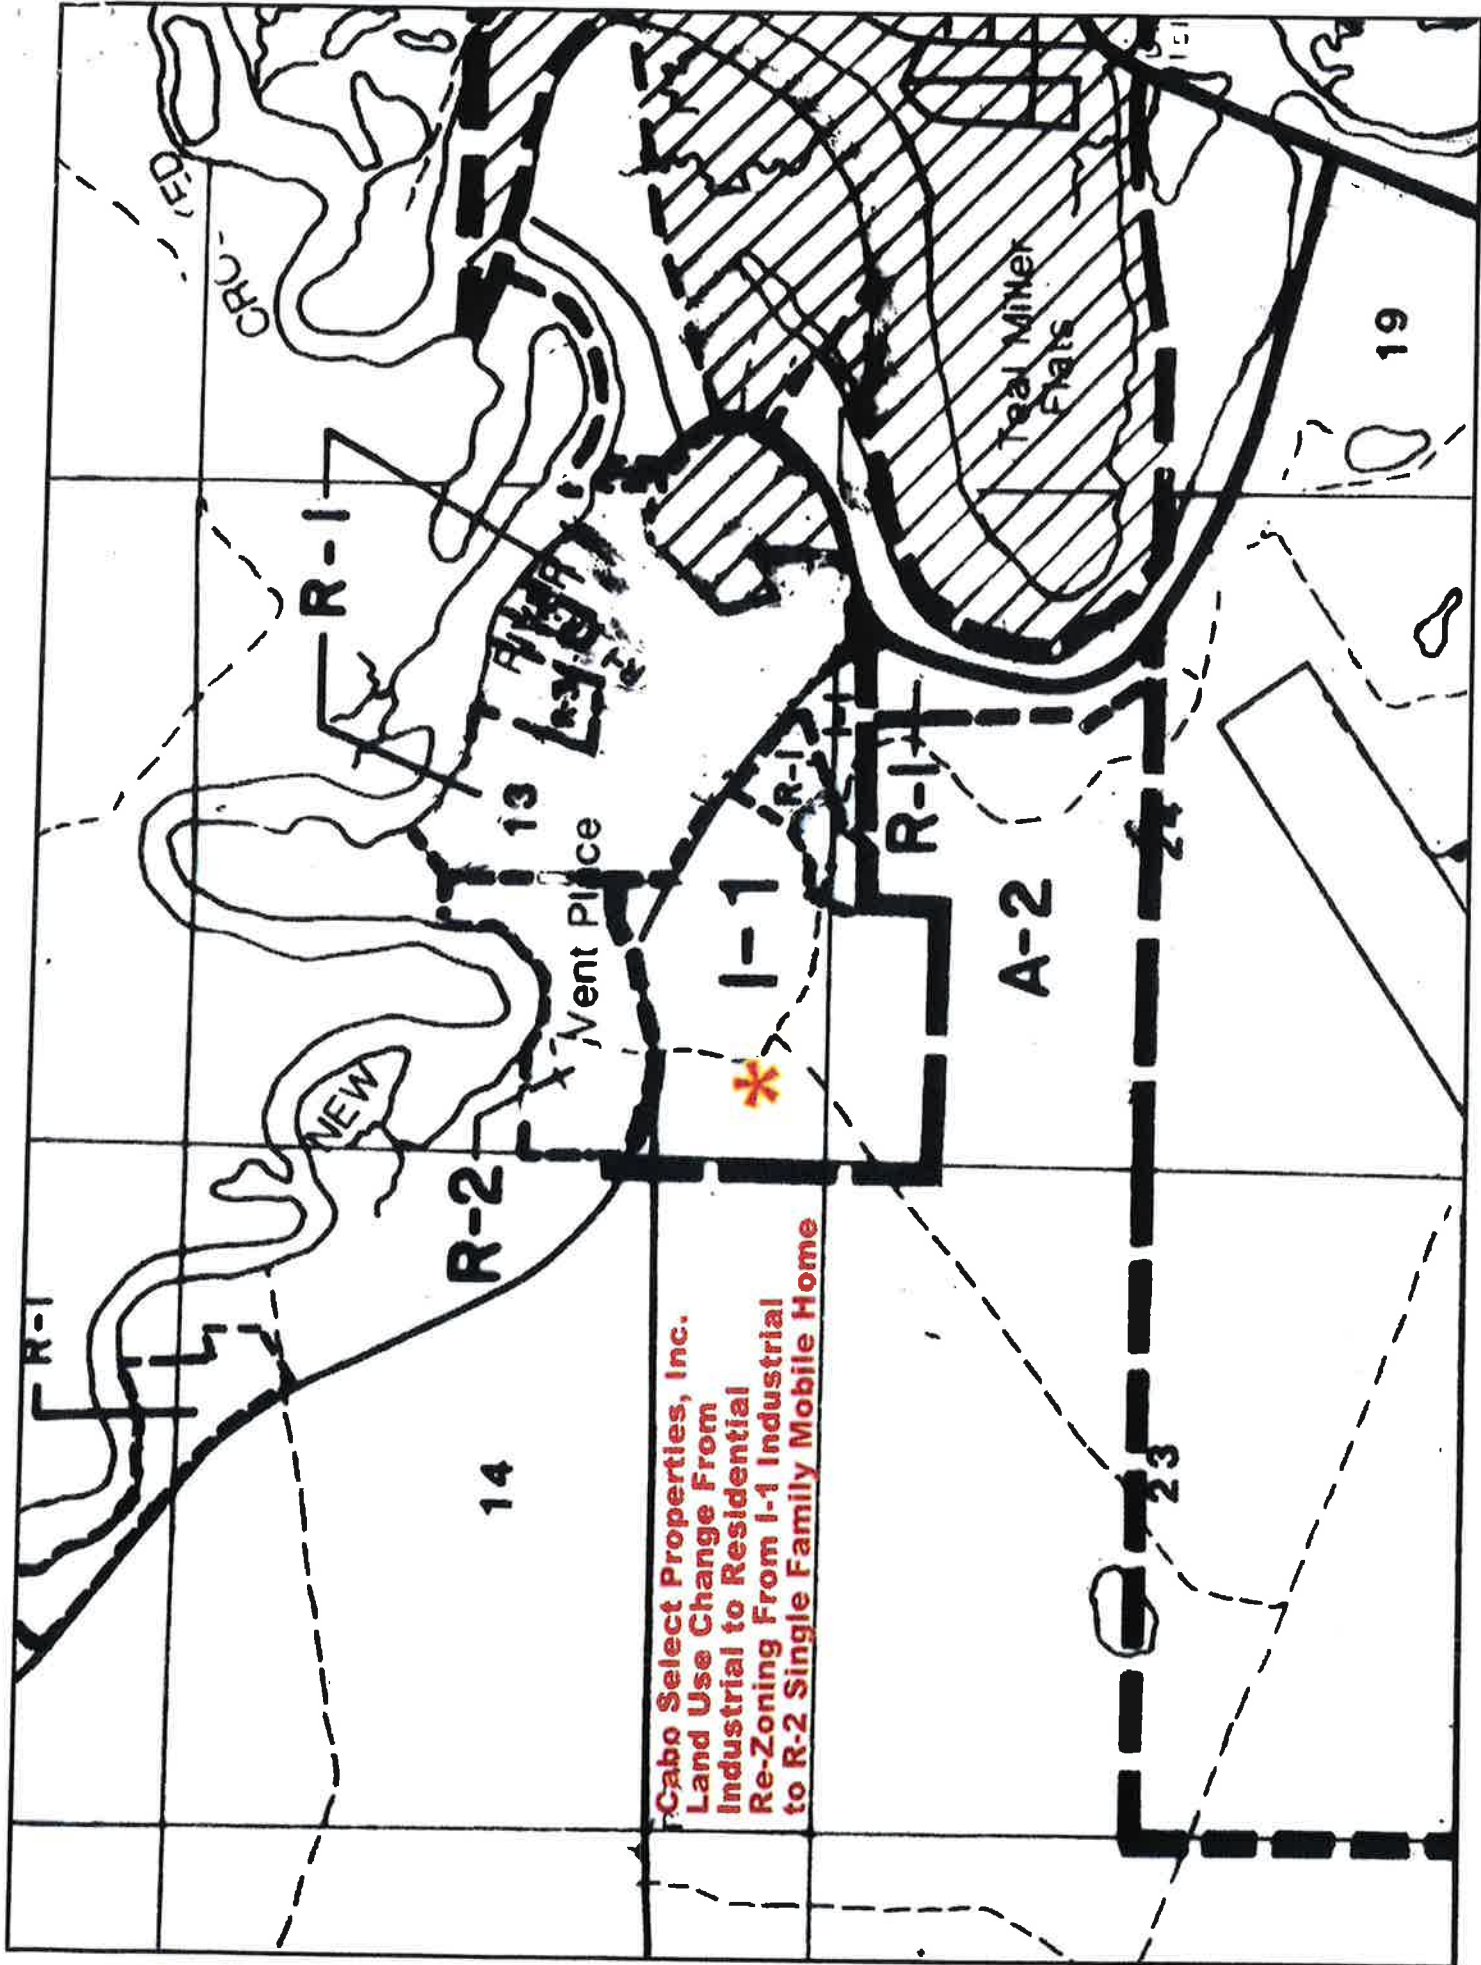 R-1
14
R-2
NEW
Vent Place
13
R-1
I-1
R-1
R-1
A-2
24
23
19
Teal Miller
Flats
Cabo Select Properties, Inc.
Land Use Change From
Industrial to Residential
Re-Zoning From I-1 Industrial
to R-2 Single Family Mobile Home